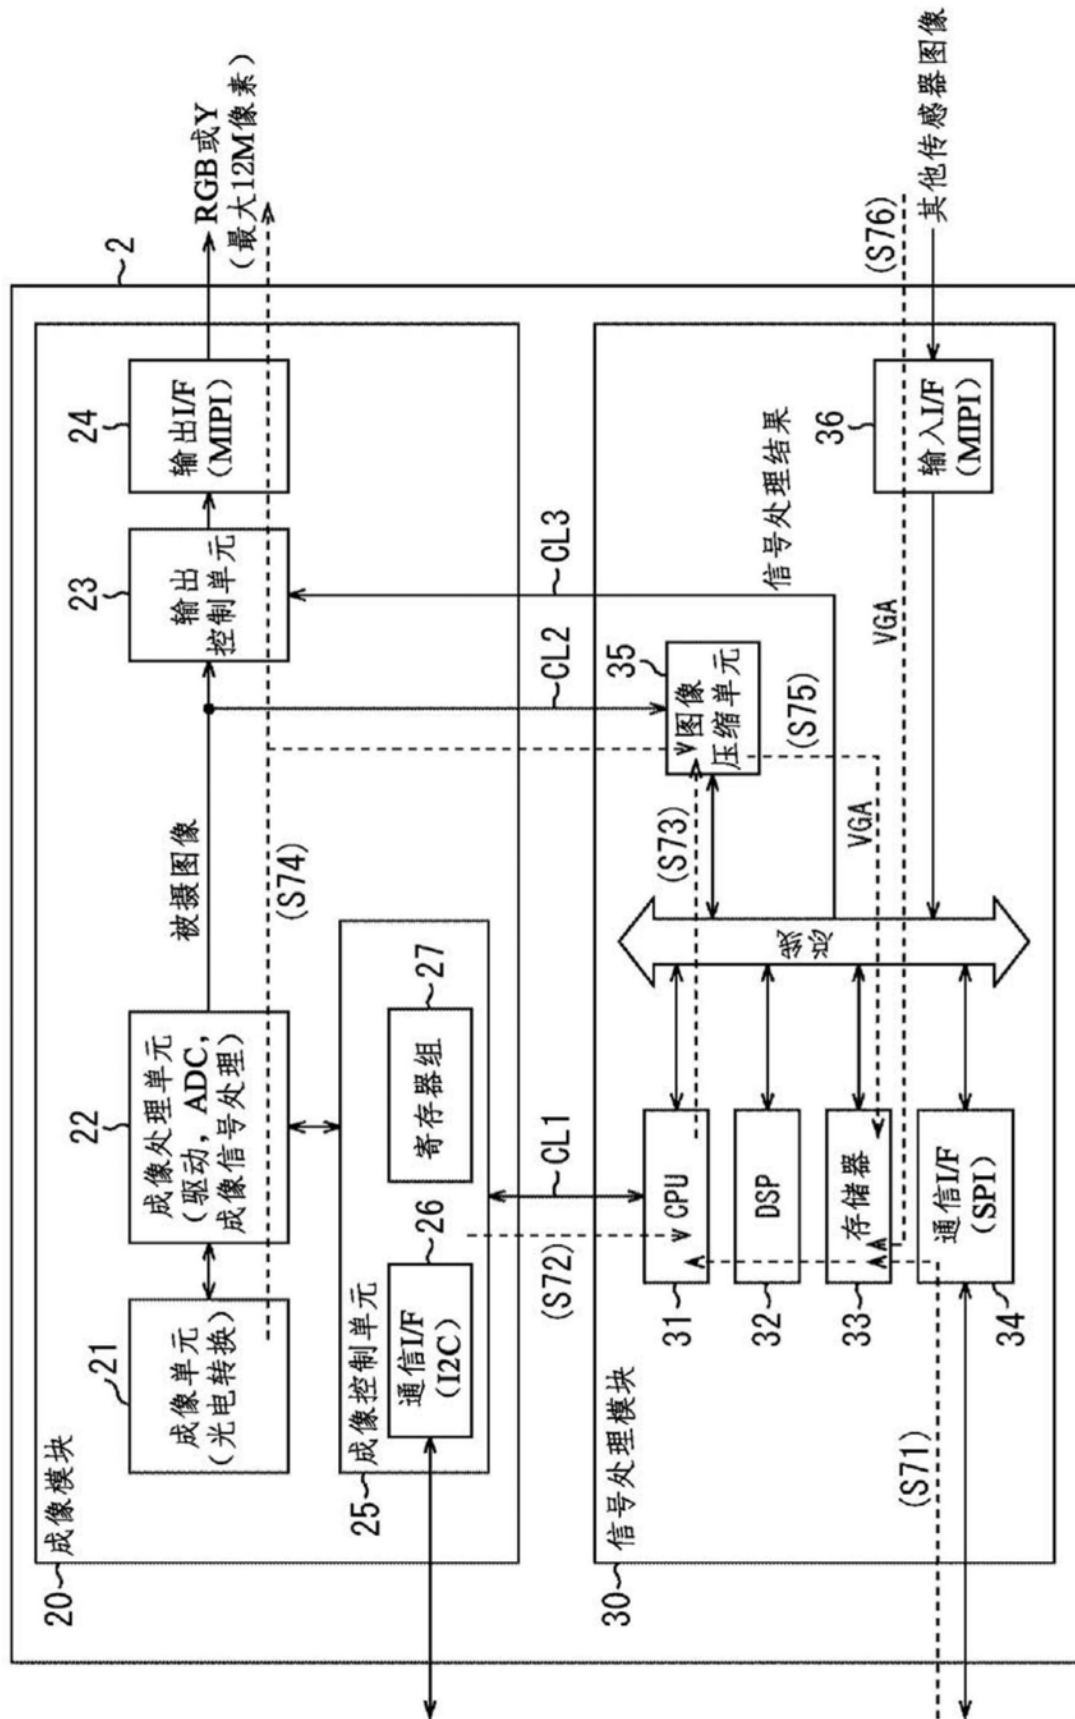 2
20
成像模块
21
成像单元
(光电转换)
22
成像处理单元
(驱动,ADC,
成像信号处理)
被摄图像
23
输出
控制单元
24
输出I/F
(MIPI)
RGB或Y
(最大12M像素)
(S74)
25
成像控制单元
26
通信I/F
(I2C)
27
寄存器组
(S72)
CL1
CL2
CL3
30
信号处理模块
31
CPU
32
DSP
33
存储器
34
通信I/F
(SPI)
35
图像
压缩单元
(S73)
(S75)
VGA
信号处理结果
VGA
36
输入I/F
(MIPI)
(S76)
其他传感器图像
(S71)